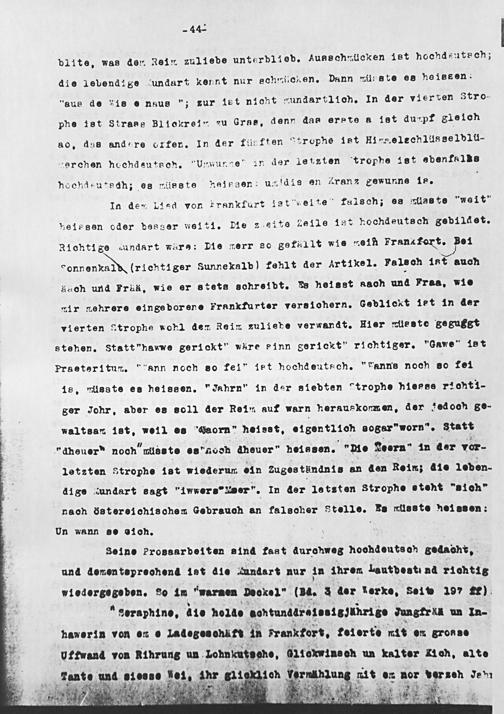 -44-
blite, was dem Reim zuliebe unterblieb. Ausschmücken ist hochdeutsch;
die lebendige Mundart kennt nur schmücken. Dann müsste es heissen:
"aus de Wis e naus "; zur ist nicht mundartlich. In der vierten Stro-
phe ist Strass Blickreim zu Gras, denn das erste a ist dumpf gleich
ao, das andere offen. In der fünften Strophe ist Himmelschlüsselblü-
merchen hochdeutsch. "Umwunne" in der letzten Strophe ist ebenfalls
hochdeutsch; es müsste heissen: um die en Kranz gewunne is.
In dem Lied von Frankfurt ist "weite" falsch; es müsste "weit"
heissen oder besser weiti. Die zweite Zeile ist hochdeutsch gebildet.
Richtige Mundart wäre: Die merr so gefällt wie mein Frankfort. Bei
Sonnenkalb (richtiger Sunnekalb) fehlt der Artikel. Falsch ist auch
ääch und Frää, wie er stets schreibt. Es heisst aach und Fraa, wie
mir mehrere eingeborene Frankfurter versichern. Geblickt ist in der
vierten Strophe wohl dem Reim zuliebe verwandt. Hier müsste geguggt
stehen. Statt "hawwe gerickt" wäre sinn gerickt" richtiger. "Gawe" ist
Praeteritum. "Wann noch so fei" ist hochdeutsch. "Wann's noch so fei
is, müsste es heissen. "Jahrn" in der siebten Strophe hiesse richti-
ger Johr, aber es soll der Reim auf warn herauskommen, der jedoch ge-
waltsam ist, weil es "waorn" heisst, eigentlich sogar "worn". Statt
"dheuer noch" müsste es "noch dheuer" heissen. "Die Meern" in der vor-
letzten Strophe ist wiederum ein Zugeständnis an den Reim; die leben-
dige Mundart sagt "iwwers Meer". In der letzten Strophe steht "sich"
nach östereichischem Gebrauch an falscher Stelle. Es müsste heissen:
Un wann se sich.
Seine Prosaarbeiten sind fast durchweg hochdeutsch gedacht,
und dementsprechend ist die Mundart nur in ihrem Lautbestand richtig
wiedergegeben. So im "warmen Deckel" (Bd. 3 der Werke, Seite 197 ff).
"Seraphine, die holde achtunddreissigjährige Jungfrää un In-
hawerin von em e Ladegeschäft in Frankfort, feierte mit em grosse
Uffwand von Rihrung un Lohnkutsche, Glickwinsch un kalter Kich, alte
Tante und siesse Wei, ihr glicklich Vermählung mit em nor verzeh Jahr